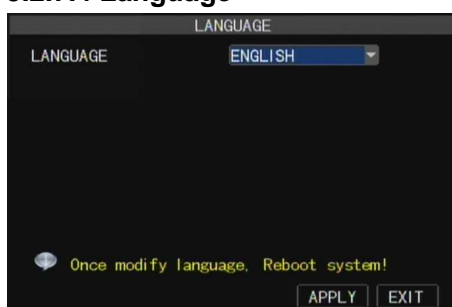 LANGUAGE
LANGUAGE ENGLISH
Once modify language, Reboot system!
APPLY EXIT